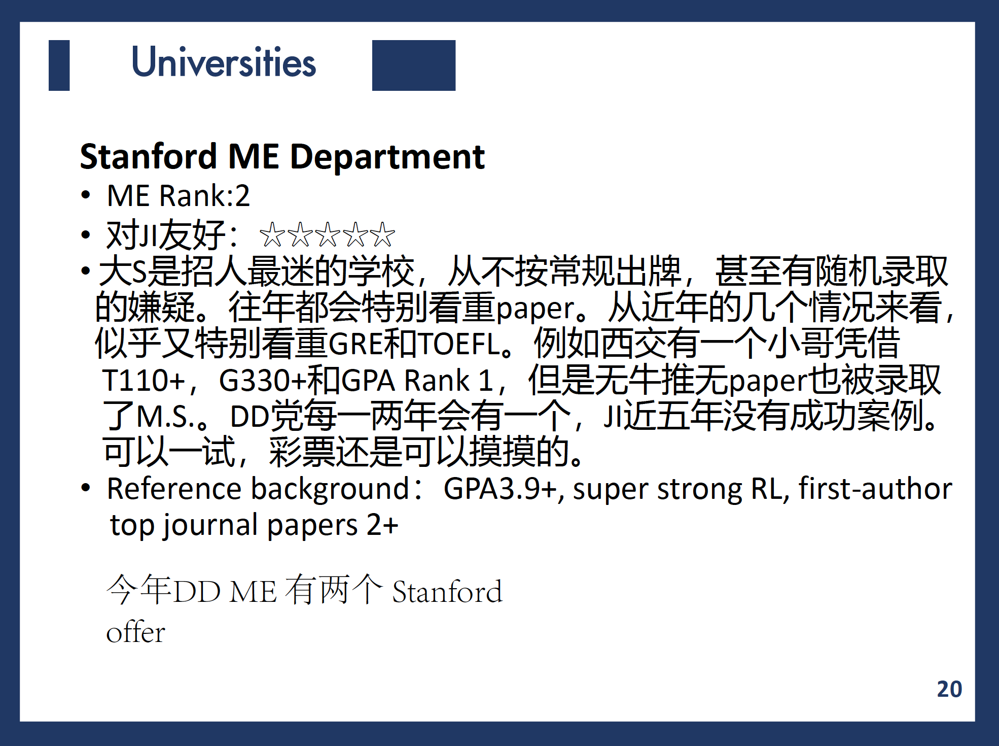 Universities
Stanford ME Department
• ME Rank:2
• 对JI友好：☆☆☆☆☆
• 大S是招人最迷的学校，从不按常规出牌，甚至有随机录取
的嫌疑。往年都会特别看重paper。从近年的几个情况来看，
似乎又特别看重GRE和TOEFL。例如西交有一个小哥凭借
T110+，G330+和GPA Rank 1，但是无牛推无paper也被录取
了M.S.。DD党每一两年会有一个，JI近五年没有成功案例。
可以一试，彩票还是可以摸摸的。
• Reference background：GPA3.9+, super strong RL, first-author
top journal papers 2+
今年DD ME 有两个 Stanford
offer
20